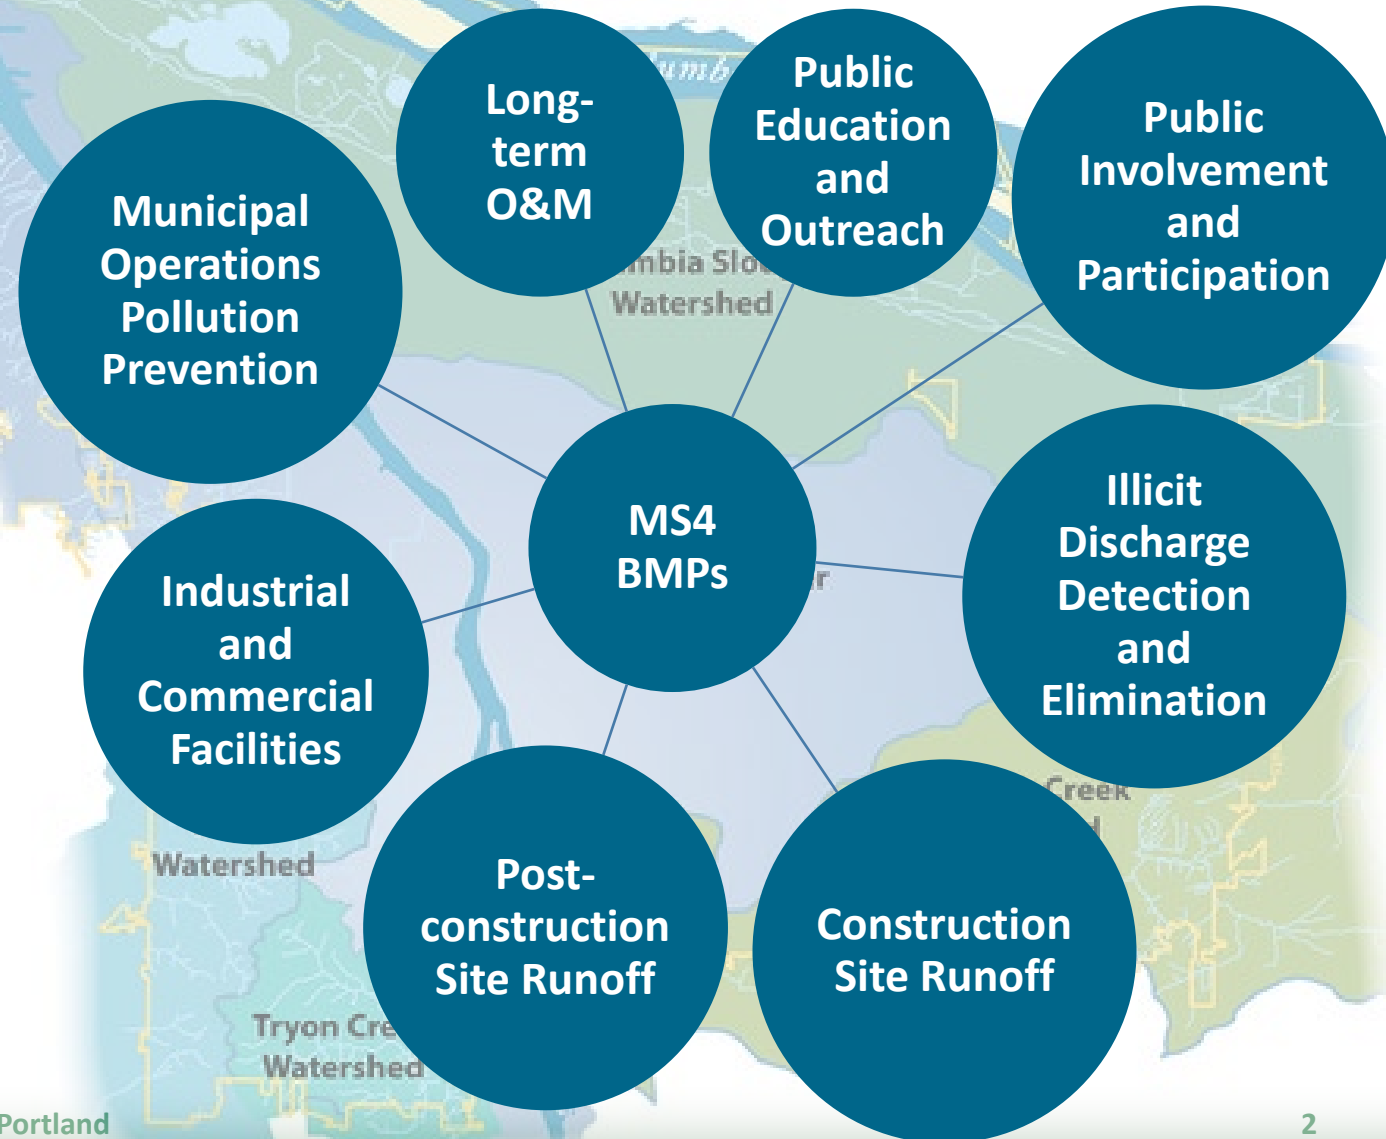 Long-
term
O&M
Public
Education
and
Outreach
Public
Involvement
and
Participation
Municipal
Operations
Pollution
Prevention
Watershed
MS4
BMPs
Illicit
Discharge
Detection
and
Elimination
Industrial
and
Commercial
Facilities
Creek
Watershed
Post-
construction
Site Runoff
Construction
Site Runoff
Tryon
Watershed
Portland
2